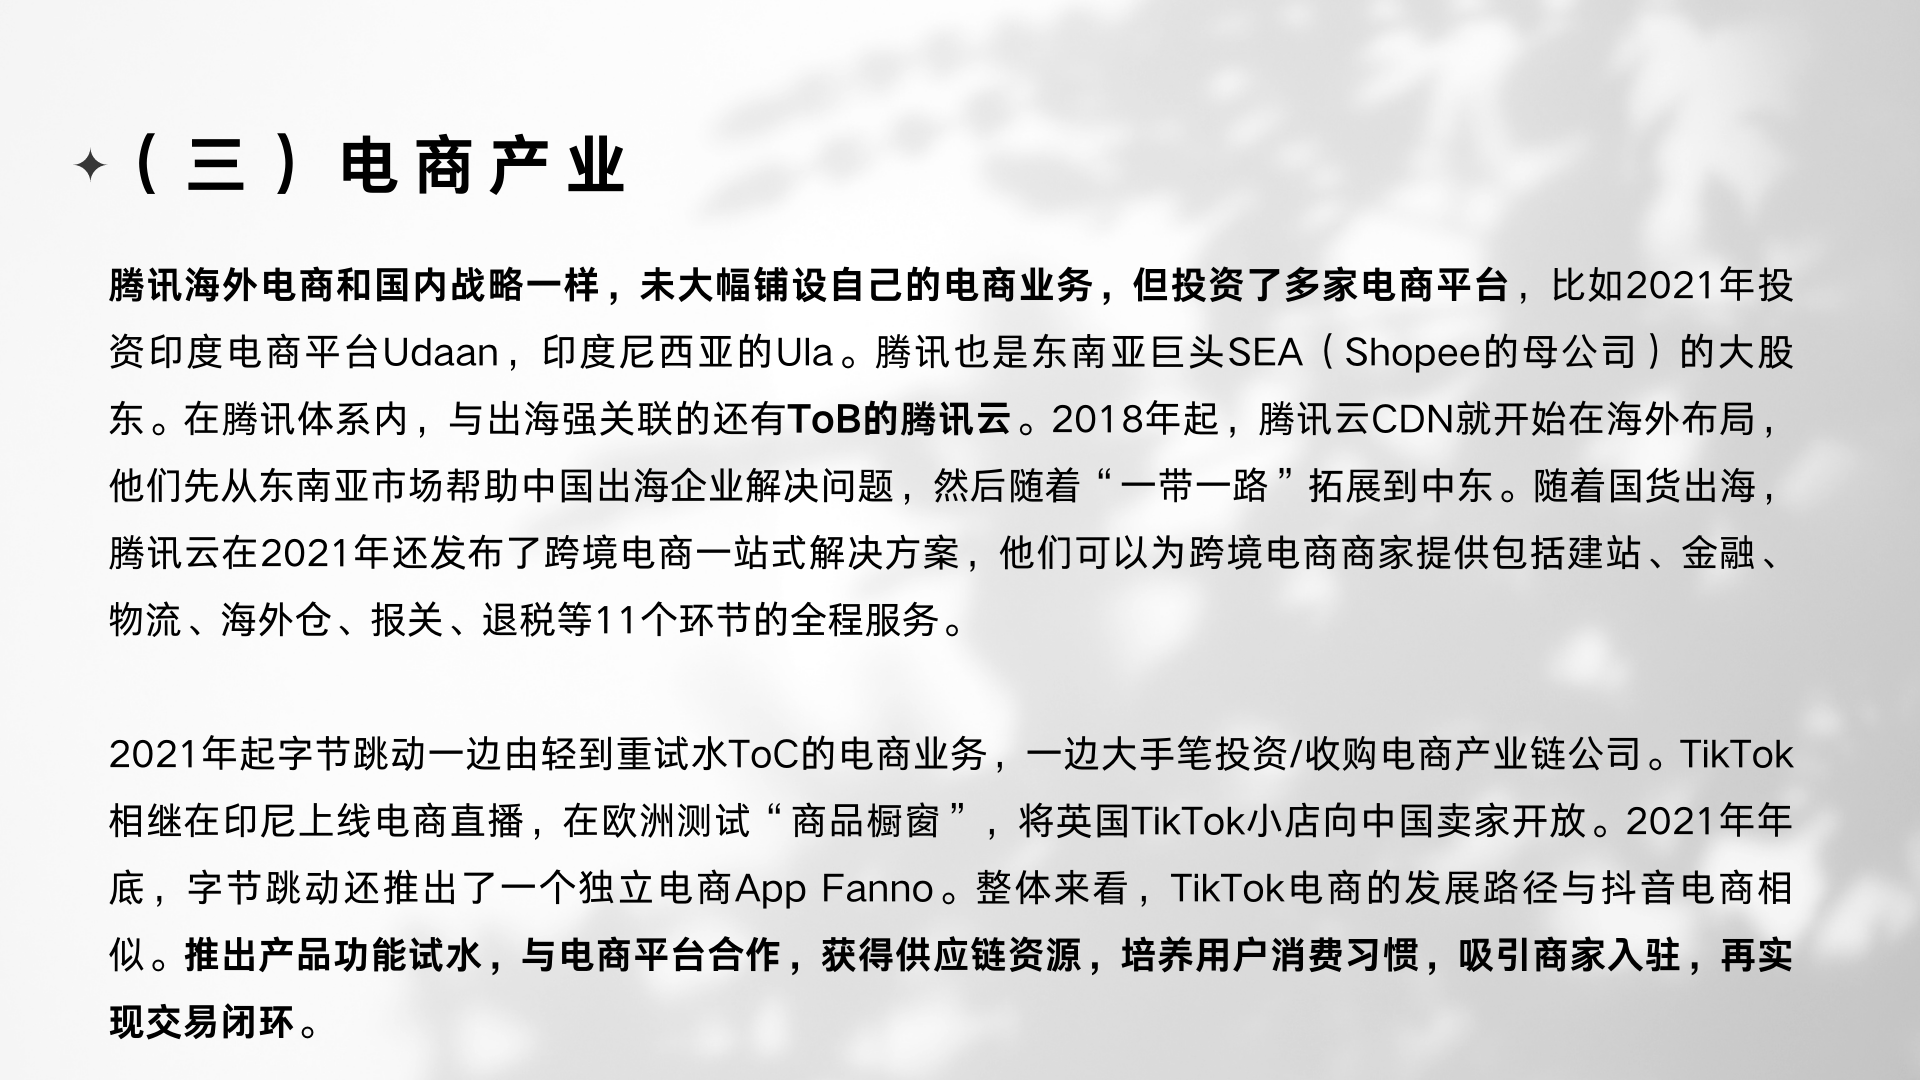 （三）电商产业
腾讯海外电商和国内战略一样，未大幅铺设自己的电商业务，但投资了多家电商平台，比如2021年投
资印度电商平台Udaan，印度尼西亚的Ula。腾讯也是东南亚巨头SEA（Shopee的母公司）的大股
东。在腾讯体系内，与出海强关联的还有ToB的腾讯云。2018年起，腾讯云CDN就开始在海外布局，
他们先从东南亚市场帮助中国出海企业解决问题，然后随着“一带一路”拓展到中东。随着国货出海，
腾讯云在2021年还发布了跨境电商一站式解决方案，他们可以为跨境电商商家提供包括建站、金融、
物流、海外仓、报关、退税等11个环节的全程服务。
2021年起字节跳动一边由轻到重试水ToC的电商业务，一边大手笔投资/收购电商产业链公司。TikTok
相继在印尼上线电商直播，在欧洲测试“商品橱窗”，将英国TikTok小店向中国卖家开放。2021年年
底，字节跳动还推出了一个独立电商App Fanno。整体来看，TikTok电商的发展路径与抖音电商相
似。推出产品功能试水，与电商平台合作，获得供应链资源，培养用户消费习惯，吸引商家入驻，再实
现交易闭环。